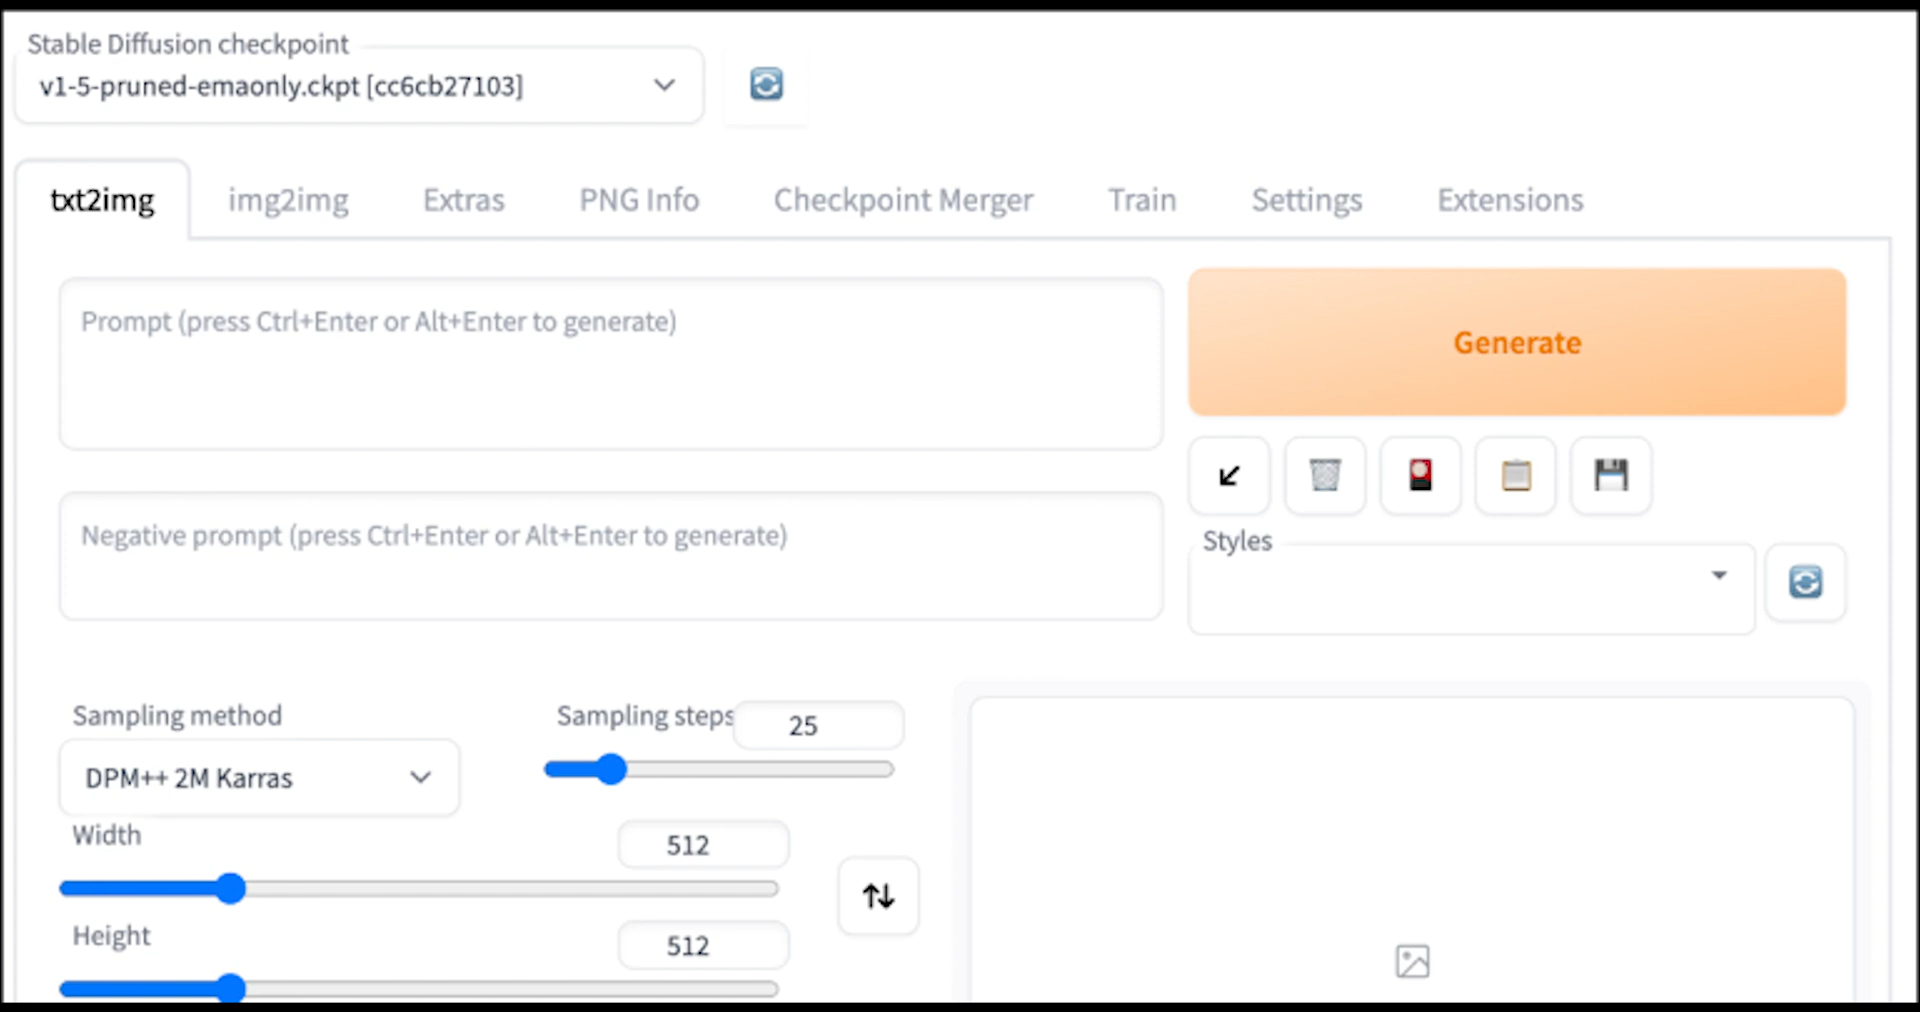 Stable Diffusion checkpoint
v1-5-pruned-emaonly.ckpt [cc6cb27103]
txt2img img2img Extras PNG Info Checkpoint Merger Train Settings Extensions
Prompt (press Ctrl+Enter or Alt+Enter to generate)
Generate
Negative prompt (press Ctrl+Enter or Alt+Enter to generate)
Styles
Sampling method
DPM++ 2M Karras
Sampling steps 25
Width 512
Height 512